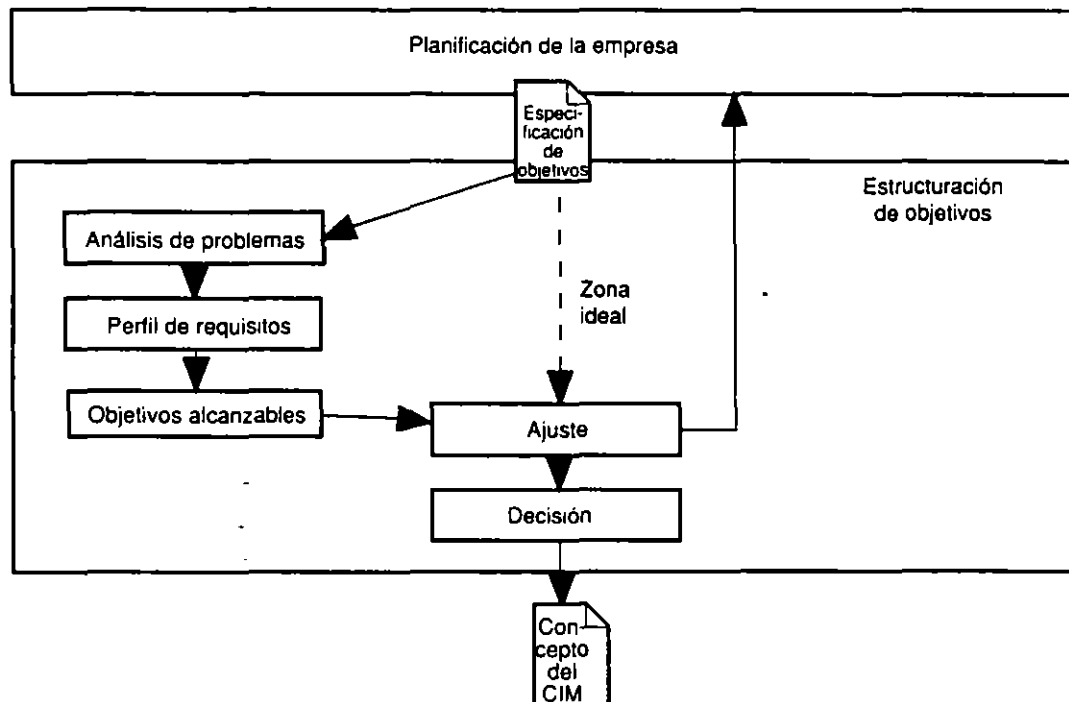 Planificación de la empresa
Especi-
ficación
de
objetivos
Estructuración
de objetivos
Análisis de problemas
Zona
ideal
Perfil de requisitos
Objetivos alcanzables
Ajuste
Decisión
Con-
cepto
del
CIM